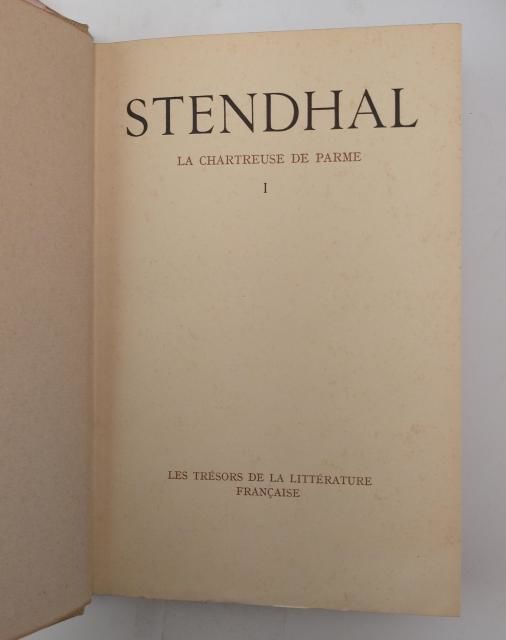 STENDHAL
LA CHARTREUSE DE PARME
I
LES TRÉSORS DE LA LITTÉRATURE
FRANÇAISE